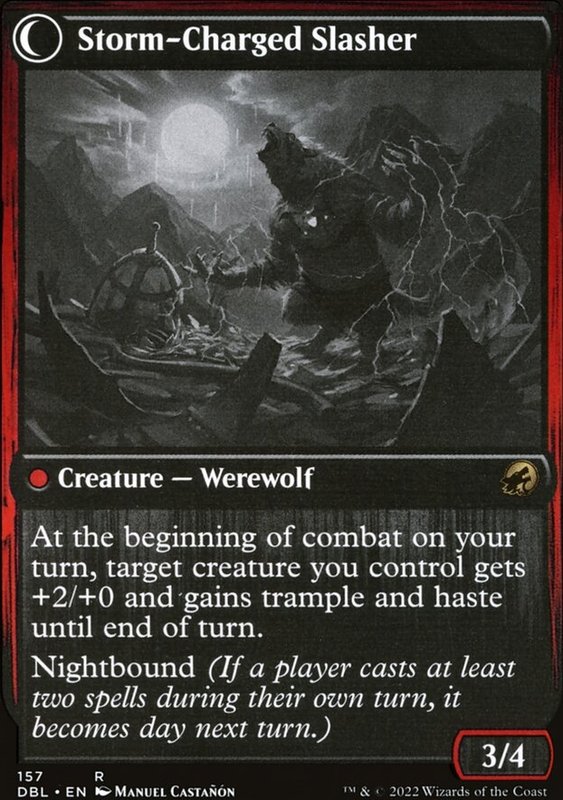 Storm-Charged Slasher
Creature — Werewolf
At the beginning of combat on your
turn, target creature you control gets
+2/+0 and gains trample and haste
until end of turn.
Nightbound (If a player casts at least
two spells during their own turn, it
becomes day next turn.)
3/4
157 R
DBL • EN Manuel Castañón
™ & © 2022 Wizards of the Coast